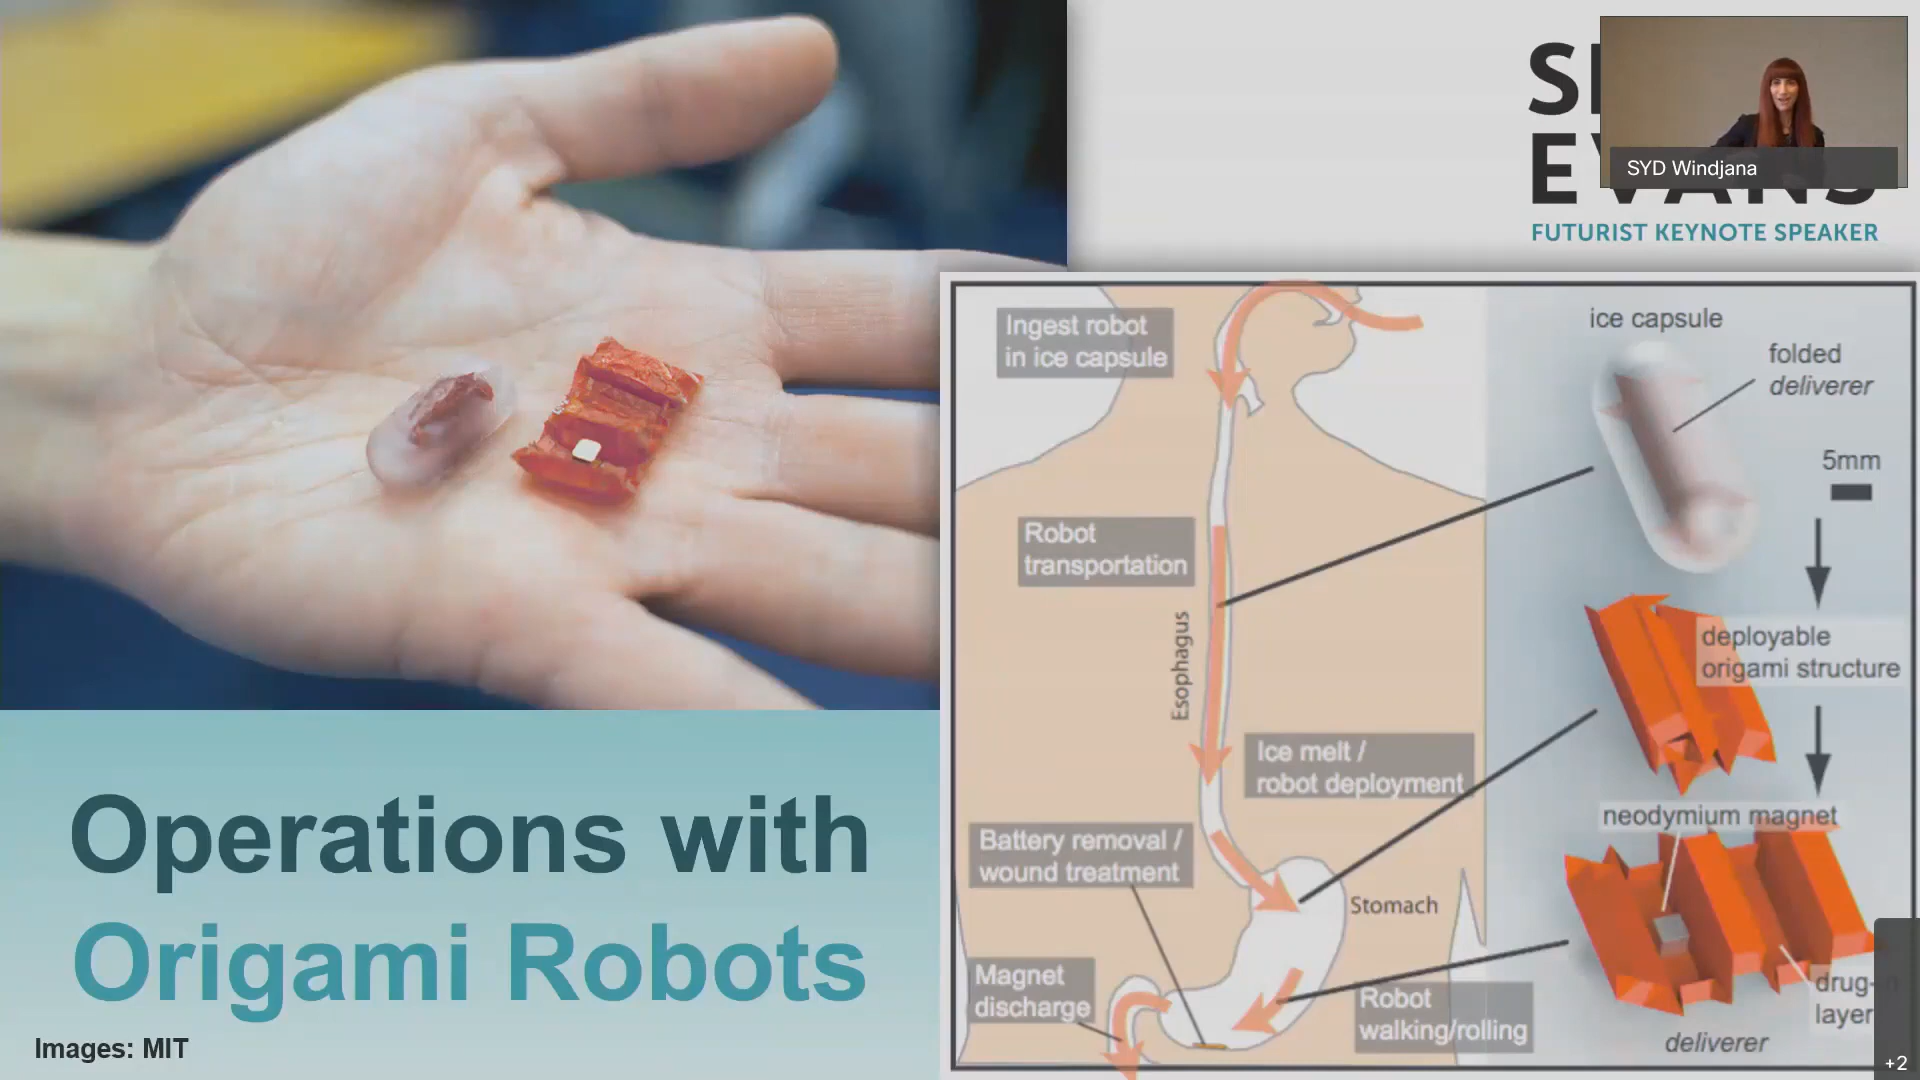 EVANS
SYD Windjana
FUTURIST KEYNOTE SPEAKER
Ingest robot
in ice capsule
ice capsule
folded
deliverer
5mm
Robot
transportation
Esophagus
deployable
origami structure
Ice melt /
robot deployment
neodymium magnet
Battery removal /
wound treatment
Stomach
Magnet
discharge
Robot
walking/rolling
layer
deliverer
Operations with
Origami Robots
Images: MIT
+2